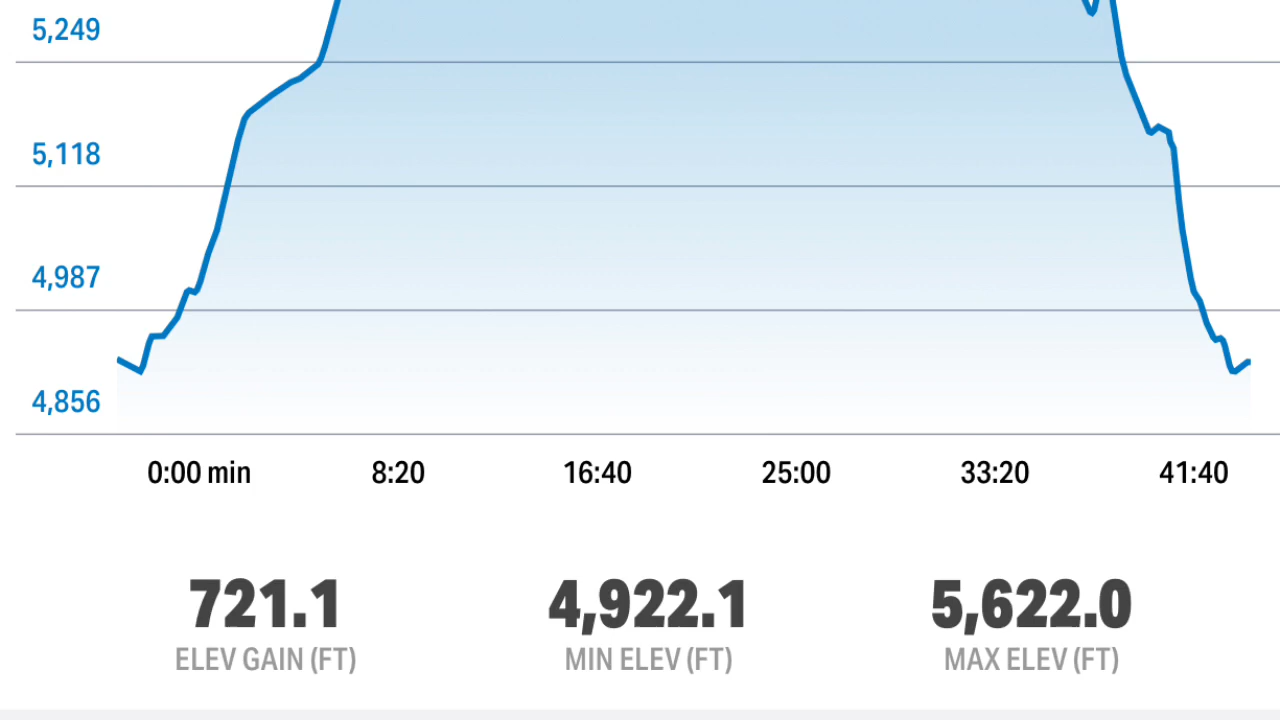 5,249
5,118
4,987
4,856
0:00 min 8:20 16:40 25:00 33:20 41:40
721.1 4,922.1 5,622.0
ELEV GAIN (FT) MIN ELEV (FT) MAX ELEV (FT)